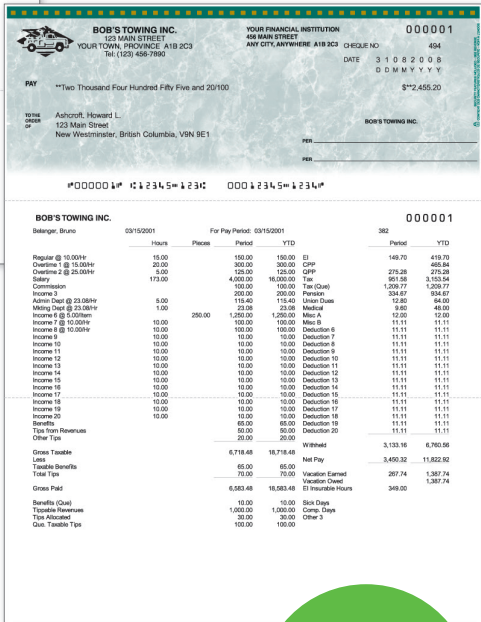 BOB'S TOWING INC.
123 MAIN STREET
YOUR TOWN, PROVINCE A1B 2C3
Tel: (123) 456-7890
YOUR FINANCIAL INSTITUTION
456 MAIN STREET
ANY CITY, ANYWHERE A1B 2C3
000001
CHEQUE NO 494
DATE 3 1 0 8 2 0 0 8
D D M M Y Y Y Y
PAY **Two Thousand Four Hundred Fifty Five and 20/100 $**2,455.20
TO THE ORDER OF
Ashcroft, Howard L.
123 Main Street
New Westminster, British Columbia, V9N 9E1
BOB'S TOWING INC.
PER
PER
⑈000001⑈ ⑆12345⑉123⑆ 00012345⑉1234⑈
BOB'S TOWING INC. 000001
Belanger, Bruno 03/15/2001 For Pay Period: 03/15/2001 382
Hours Pieces Period YTD Period YTD
Regular @ 10.00/Hr 15.00 150.00 150.00 EI 149.70 419.70
Overtime 1 @ 15.00/Hr 20.00 300.00 300.00 CPP 465.84
Overtime 2 @ 25.00/Hr 5.00 125.00 125.00 QPP 275.28 275.28
Salary 173.00 4,000.00 16,000.00 Tax 951.58 3,153.54
Commission 100.00 100.00 Tax (Que) 1,209.77 1,209.77
Income 3 200.00 200.00 Pension 334.67 934.67
Admin Dept @ 23.08/Hr 5.00 115.40 115.40 Union Dues 12.80 64.00
Mkting Dept @ 23.08/Hr 1.00 23.08 23.08 Medical 9.60 48.00
Income 6 @ 5.00/Item 250.00 1,250.00 1,250.00 Misc A 12.00 12.00
Income 7 @ 10.00/Hr 10.00 100.00 100.00 Misc B 11.11 11.11
Income 8 @ 10.00/Hr 10.00 100.00 100.00 Deduction 6 11.11 11.11
Income 9 10.00 10.00 10.00 Deduction 7 11.11 11.11
Income 10 10.00 10.00 10.00 Deduction 8 11.11 11.11
Income 11 10.00 10.00 10.00 Deduction 9 11.11 11.11
Income 12 10.00 10.00 10.00 Deduction 10 11.11 11.11
Income 13 10.00 10.00 10.00 Deduction 11 11.11 11.11
Income 14 10.00 10.00 10.00 Deduction 12 11.11 11.11
Income 15 10.00 10.00 10.00 Deduction 13 11.11 11.11
Income 16 10.00 10.00 10.00 Deduction 14 11.11 11.11
Income 17 10.00 10.00 10.00 Deduction 15 11.11 11.11
Income 18 10.00 10.00 10.00 Deduction 16 11.11 11.11
Income 19 10.00 10.00 10.00 Deduction 17 11.11 11.11
Income 20 10.00 10.00 10.00 Deduction 18 11.11 11.11
Benefits 65.00 65.00 Deduction 19 11.11 11.11
Tips from Revenues 50.00 50.00 Deduction 20 11.11 11.11
Other Tips 20.00 20.00
Withheld 3,133.16 6,760.56
Gross Taxable 6,718.48 18,718.48
Less Net Pay 3,450.32 11,822.92
Taxable Benefits 65.00 65.00
Total Tips 70.00 70.00 Vacation Earned 267.74 1,387.74
Vacation Owed 1,387.74
Gross Paid 6,583.48 18,583.48 EI Insurable Hours 349.00
Benefits (Que) 10.00 10.00 Sick Days
Tippable Revenues 1,000.00 1,000.00 Comp. Days
Tips Allocated 30.00 30.00 Other 3
Que. Taxable Tips 100.00 100.00